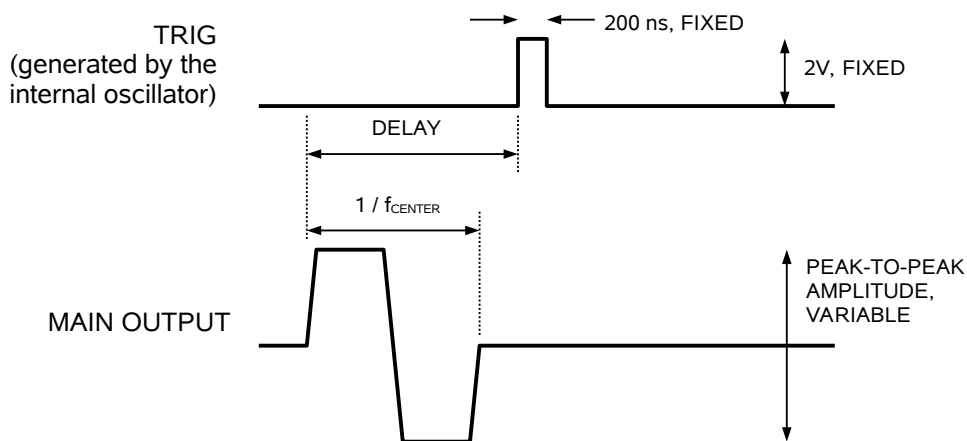 TRIG
(generated by the
internal oscillator)
200 ns, FIXED
2V, FIXED
DELAY
1 / fCENTER
MAIN OUTPUT
PEAK-TO-PEAK
AMPLITUDE,
VARIABLE